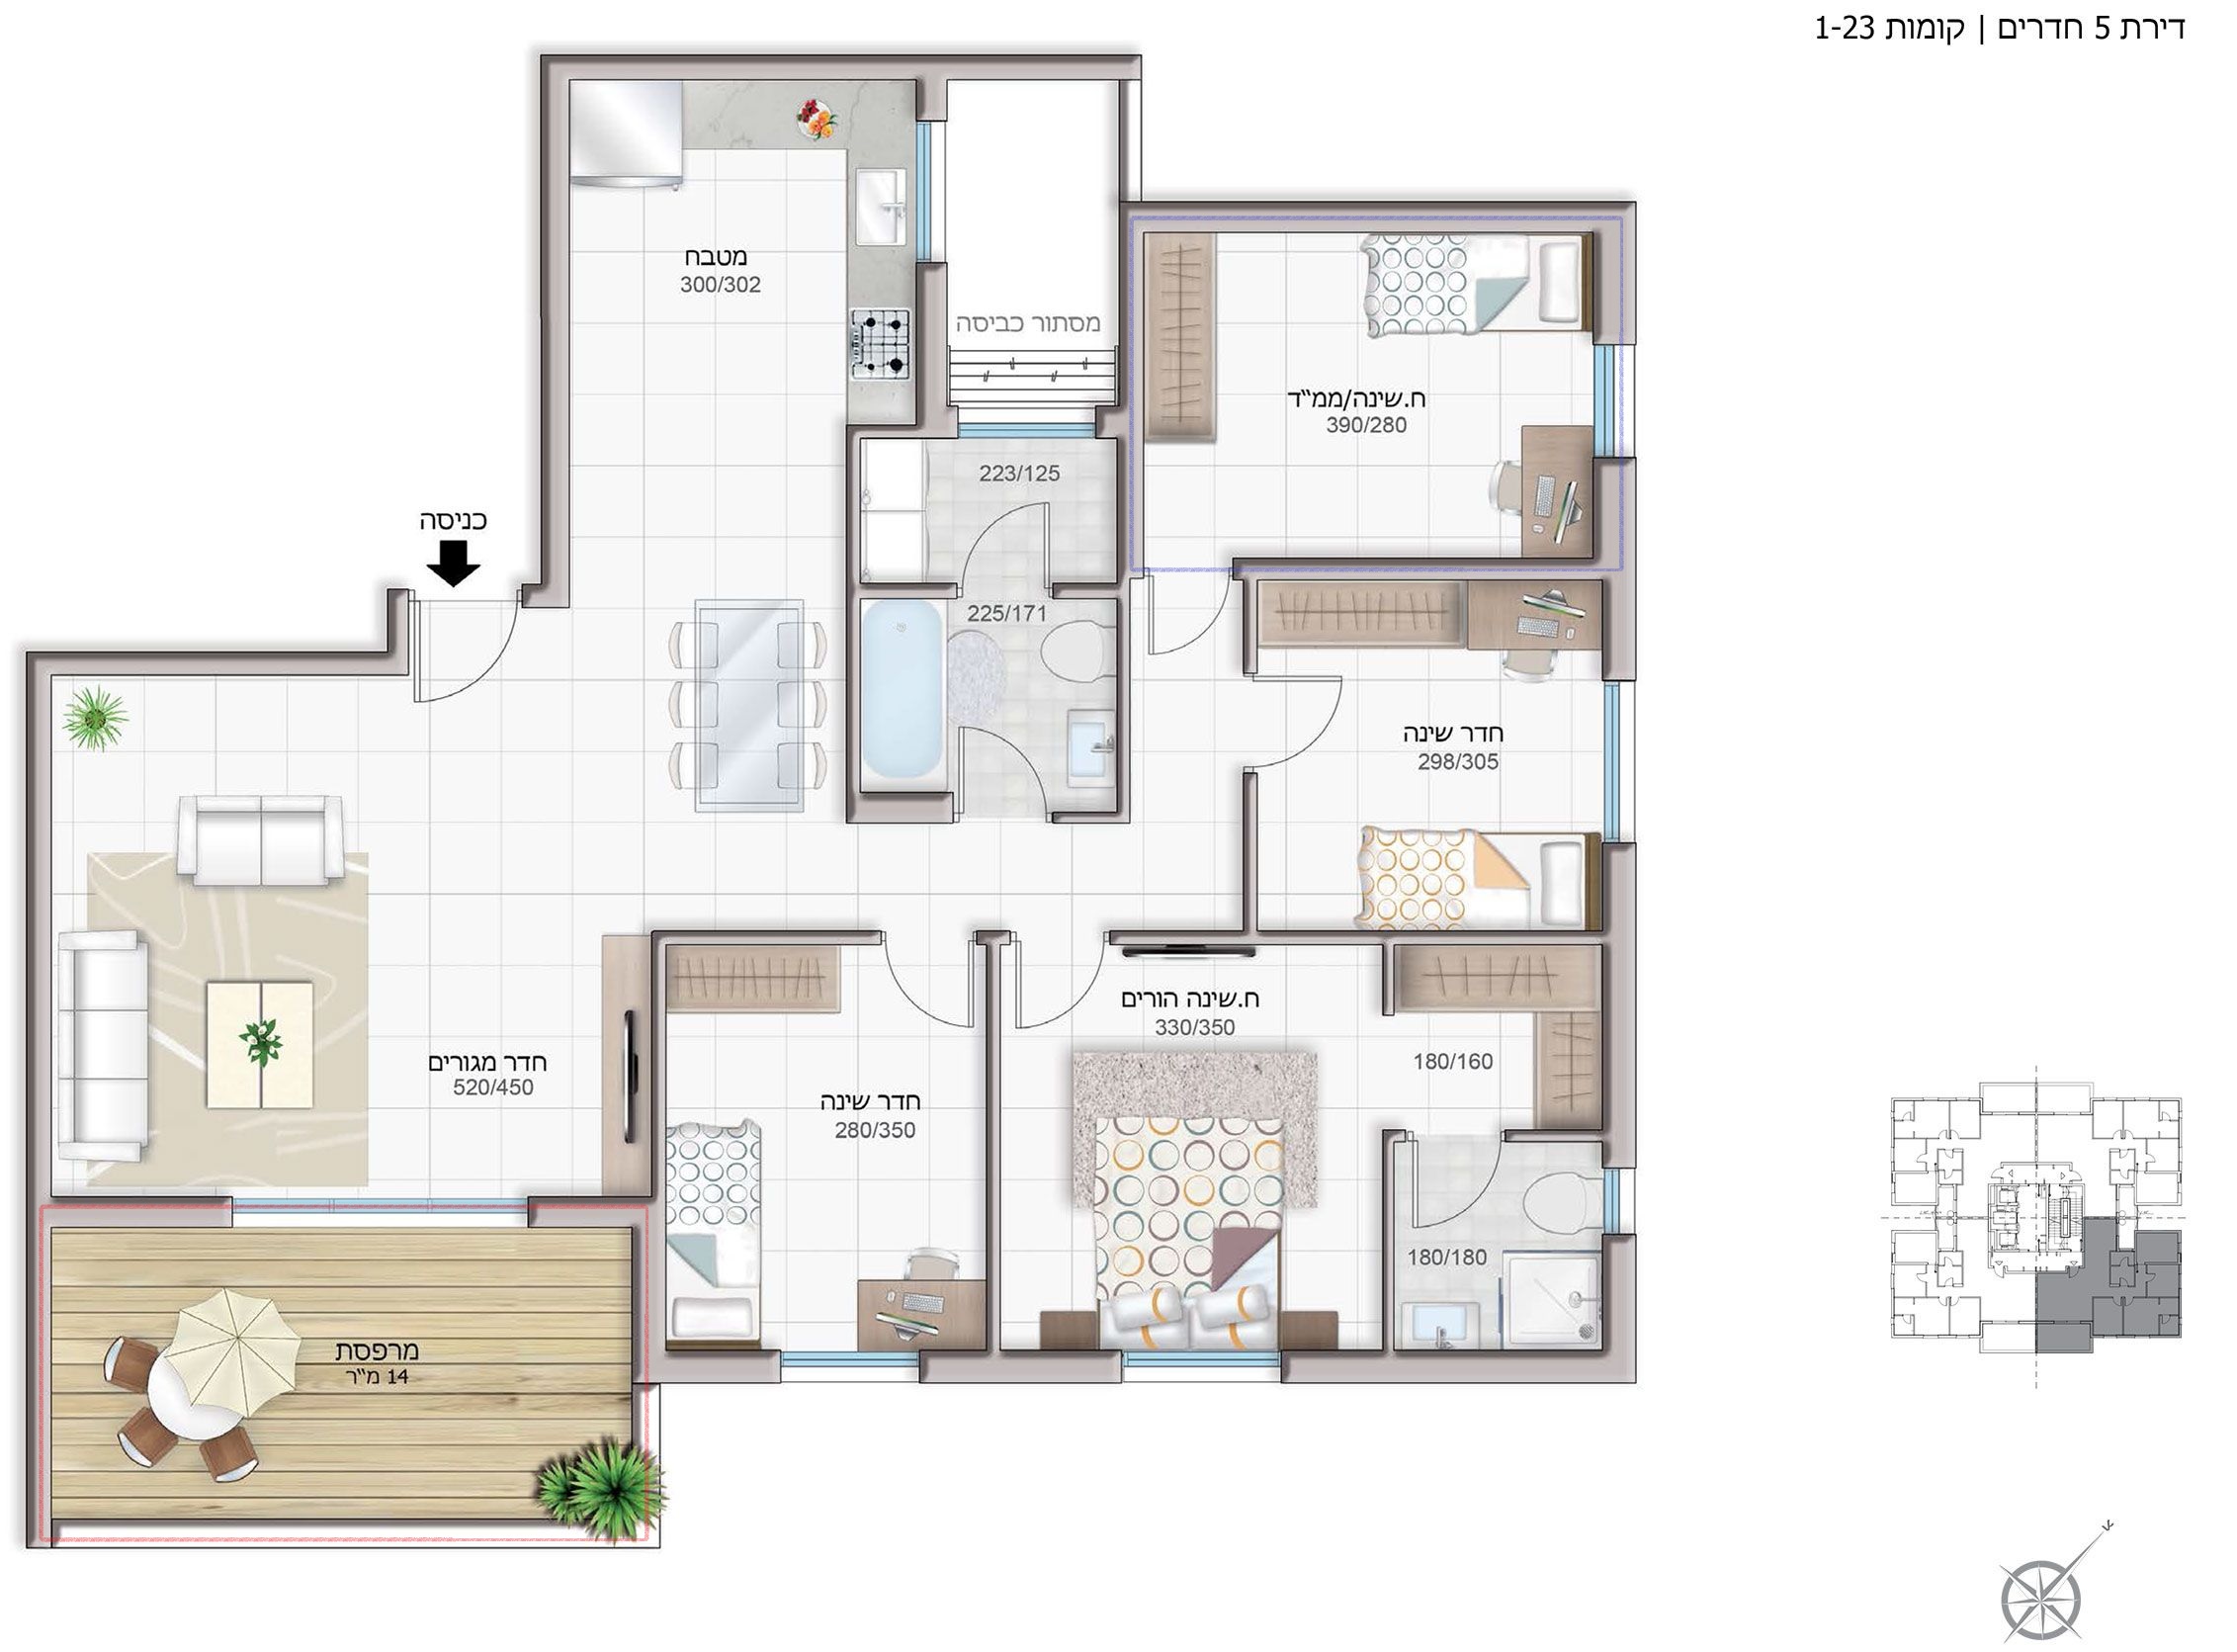 דירת 5 חדרים | קומות 1-23
מטבח
300/302
מסתור כביסה
ח.שינה/ממ"ד
390/280
223/125
כניסה
225/171
חדר שינה
298/305
ח.שינה הורים
330/350
חדר מגורים
520/450
180/160
חדר שינה
280/350
180/180
מרפסת
14 מ"ר